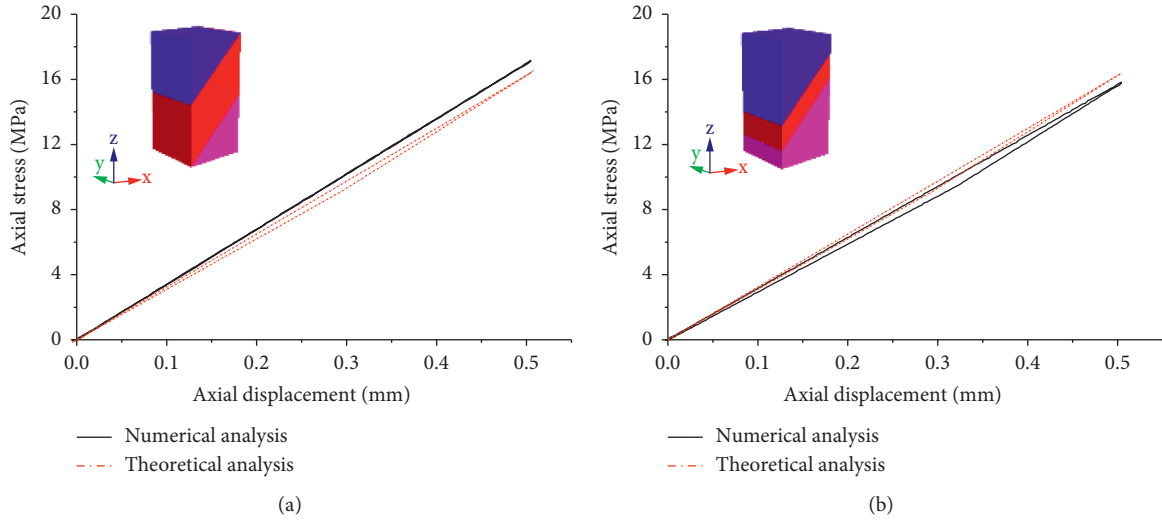 20
16
12
8
4
0
Axial stress (MPa)
z
y
x
0.0 0.1 0.2 0.3 0.4 0.5
Axial displacement (mm)
Numerical analysis
Theoretical analysis
(a)
20
16
12
8
4
0
Axial stress (MPa)
z
y
x
0.0 0.1 0.2 0.3 0.4 0.5
Axial displacement (mm)
Numerical analysis
Theoretical analysis
(b)